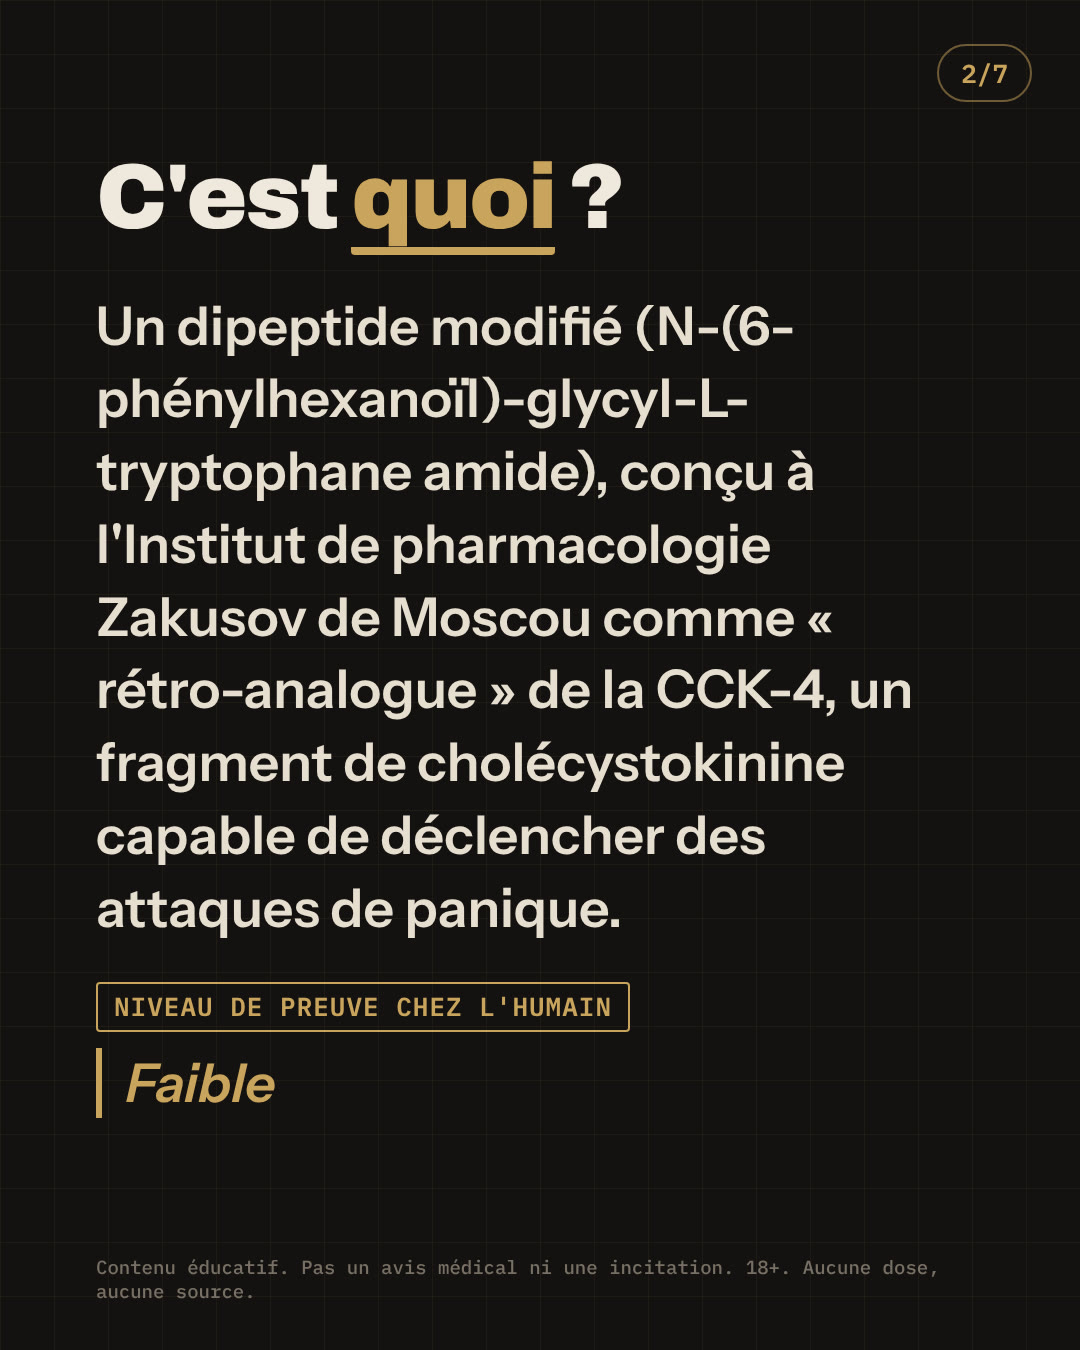 2/7
C'est quoi ?
Un dipeptide modifié (N-(6-
phénylhexanoïl)-glycyl-L-
tryptophane amide), conçu à
l'Institut de pharmacologie
Zakusov de Moscou comme «
rétro-analogue » de la CCK-4, un
fragment de cholécystokinine
capable de déclencher des
attaques de panique.
NIVEAU DE PREUVE CHEZ L'HUMAIN
Faible
Contenu éducatif. Pas un avis médical ni une incitation. 18+. Aucune dose,
aucune source.